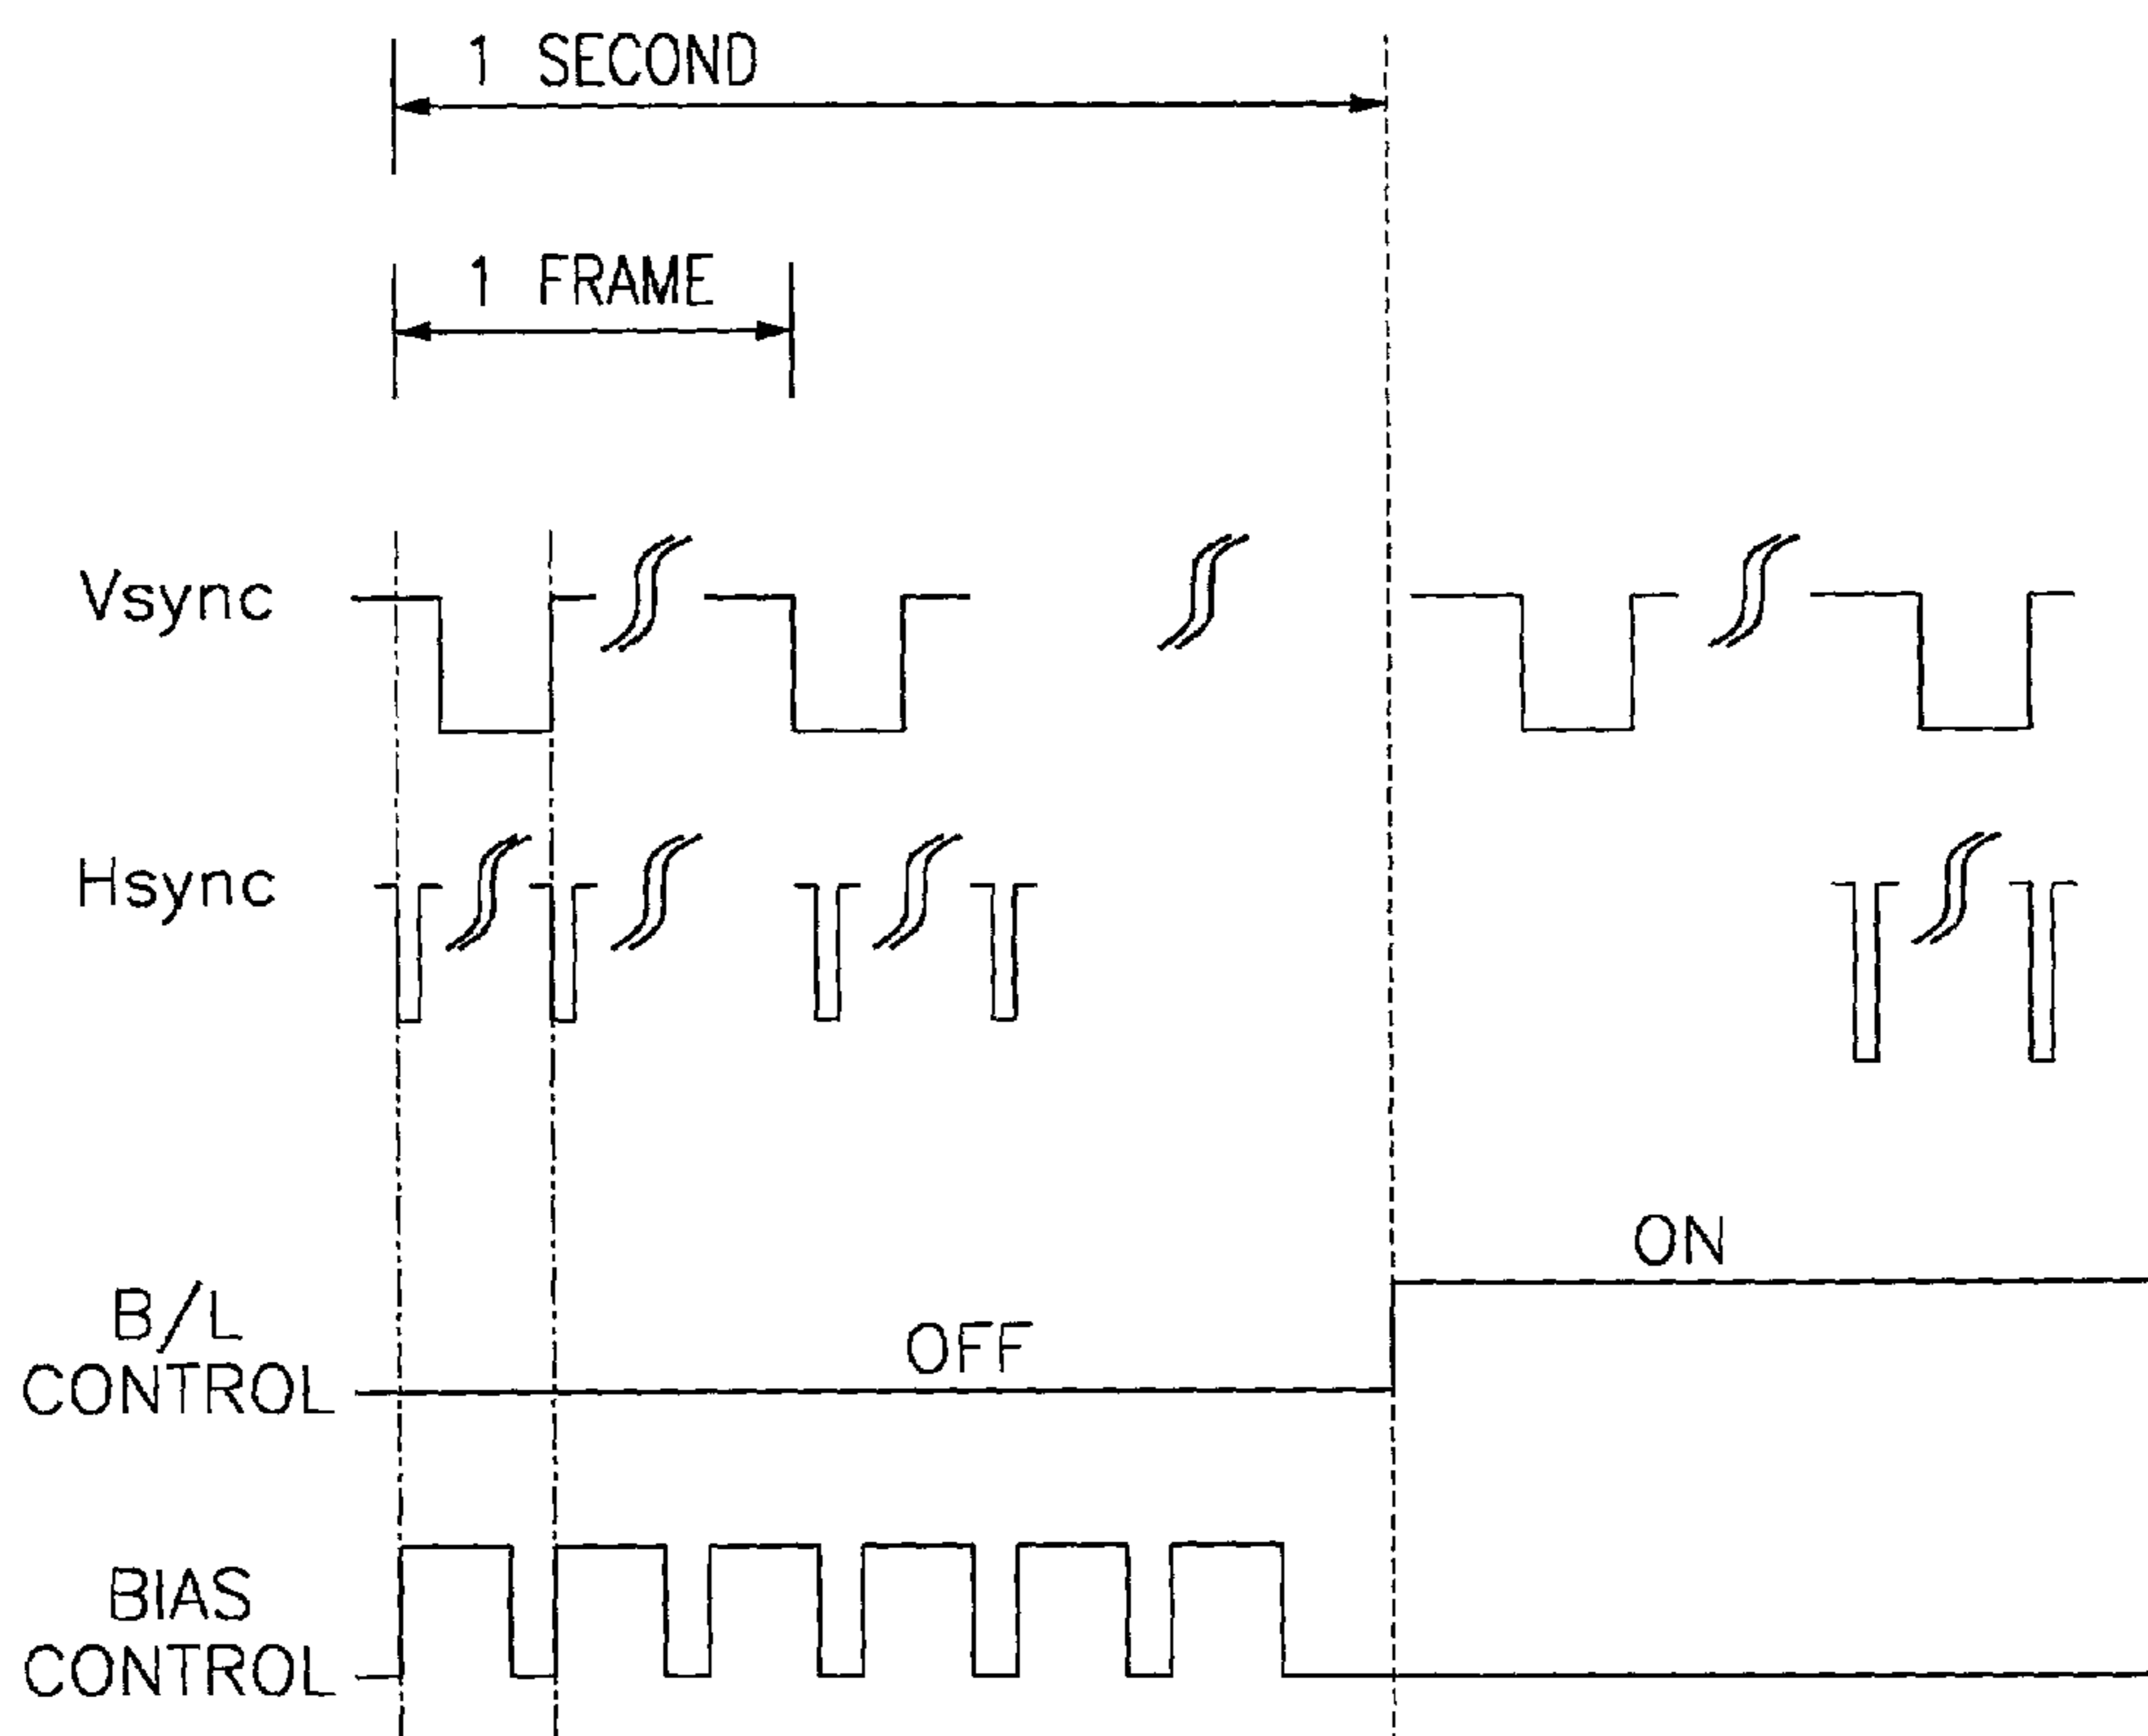 1 SECOND
1 FRAME
Vsync
Hsync
ON
B/L
CONTROL
OFF
BIAS
CONTROL